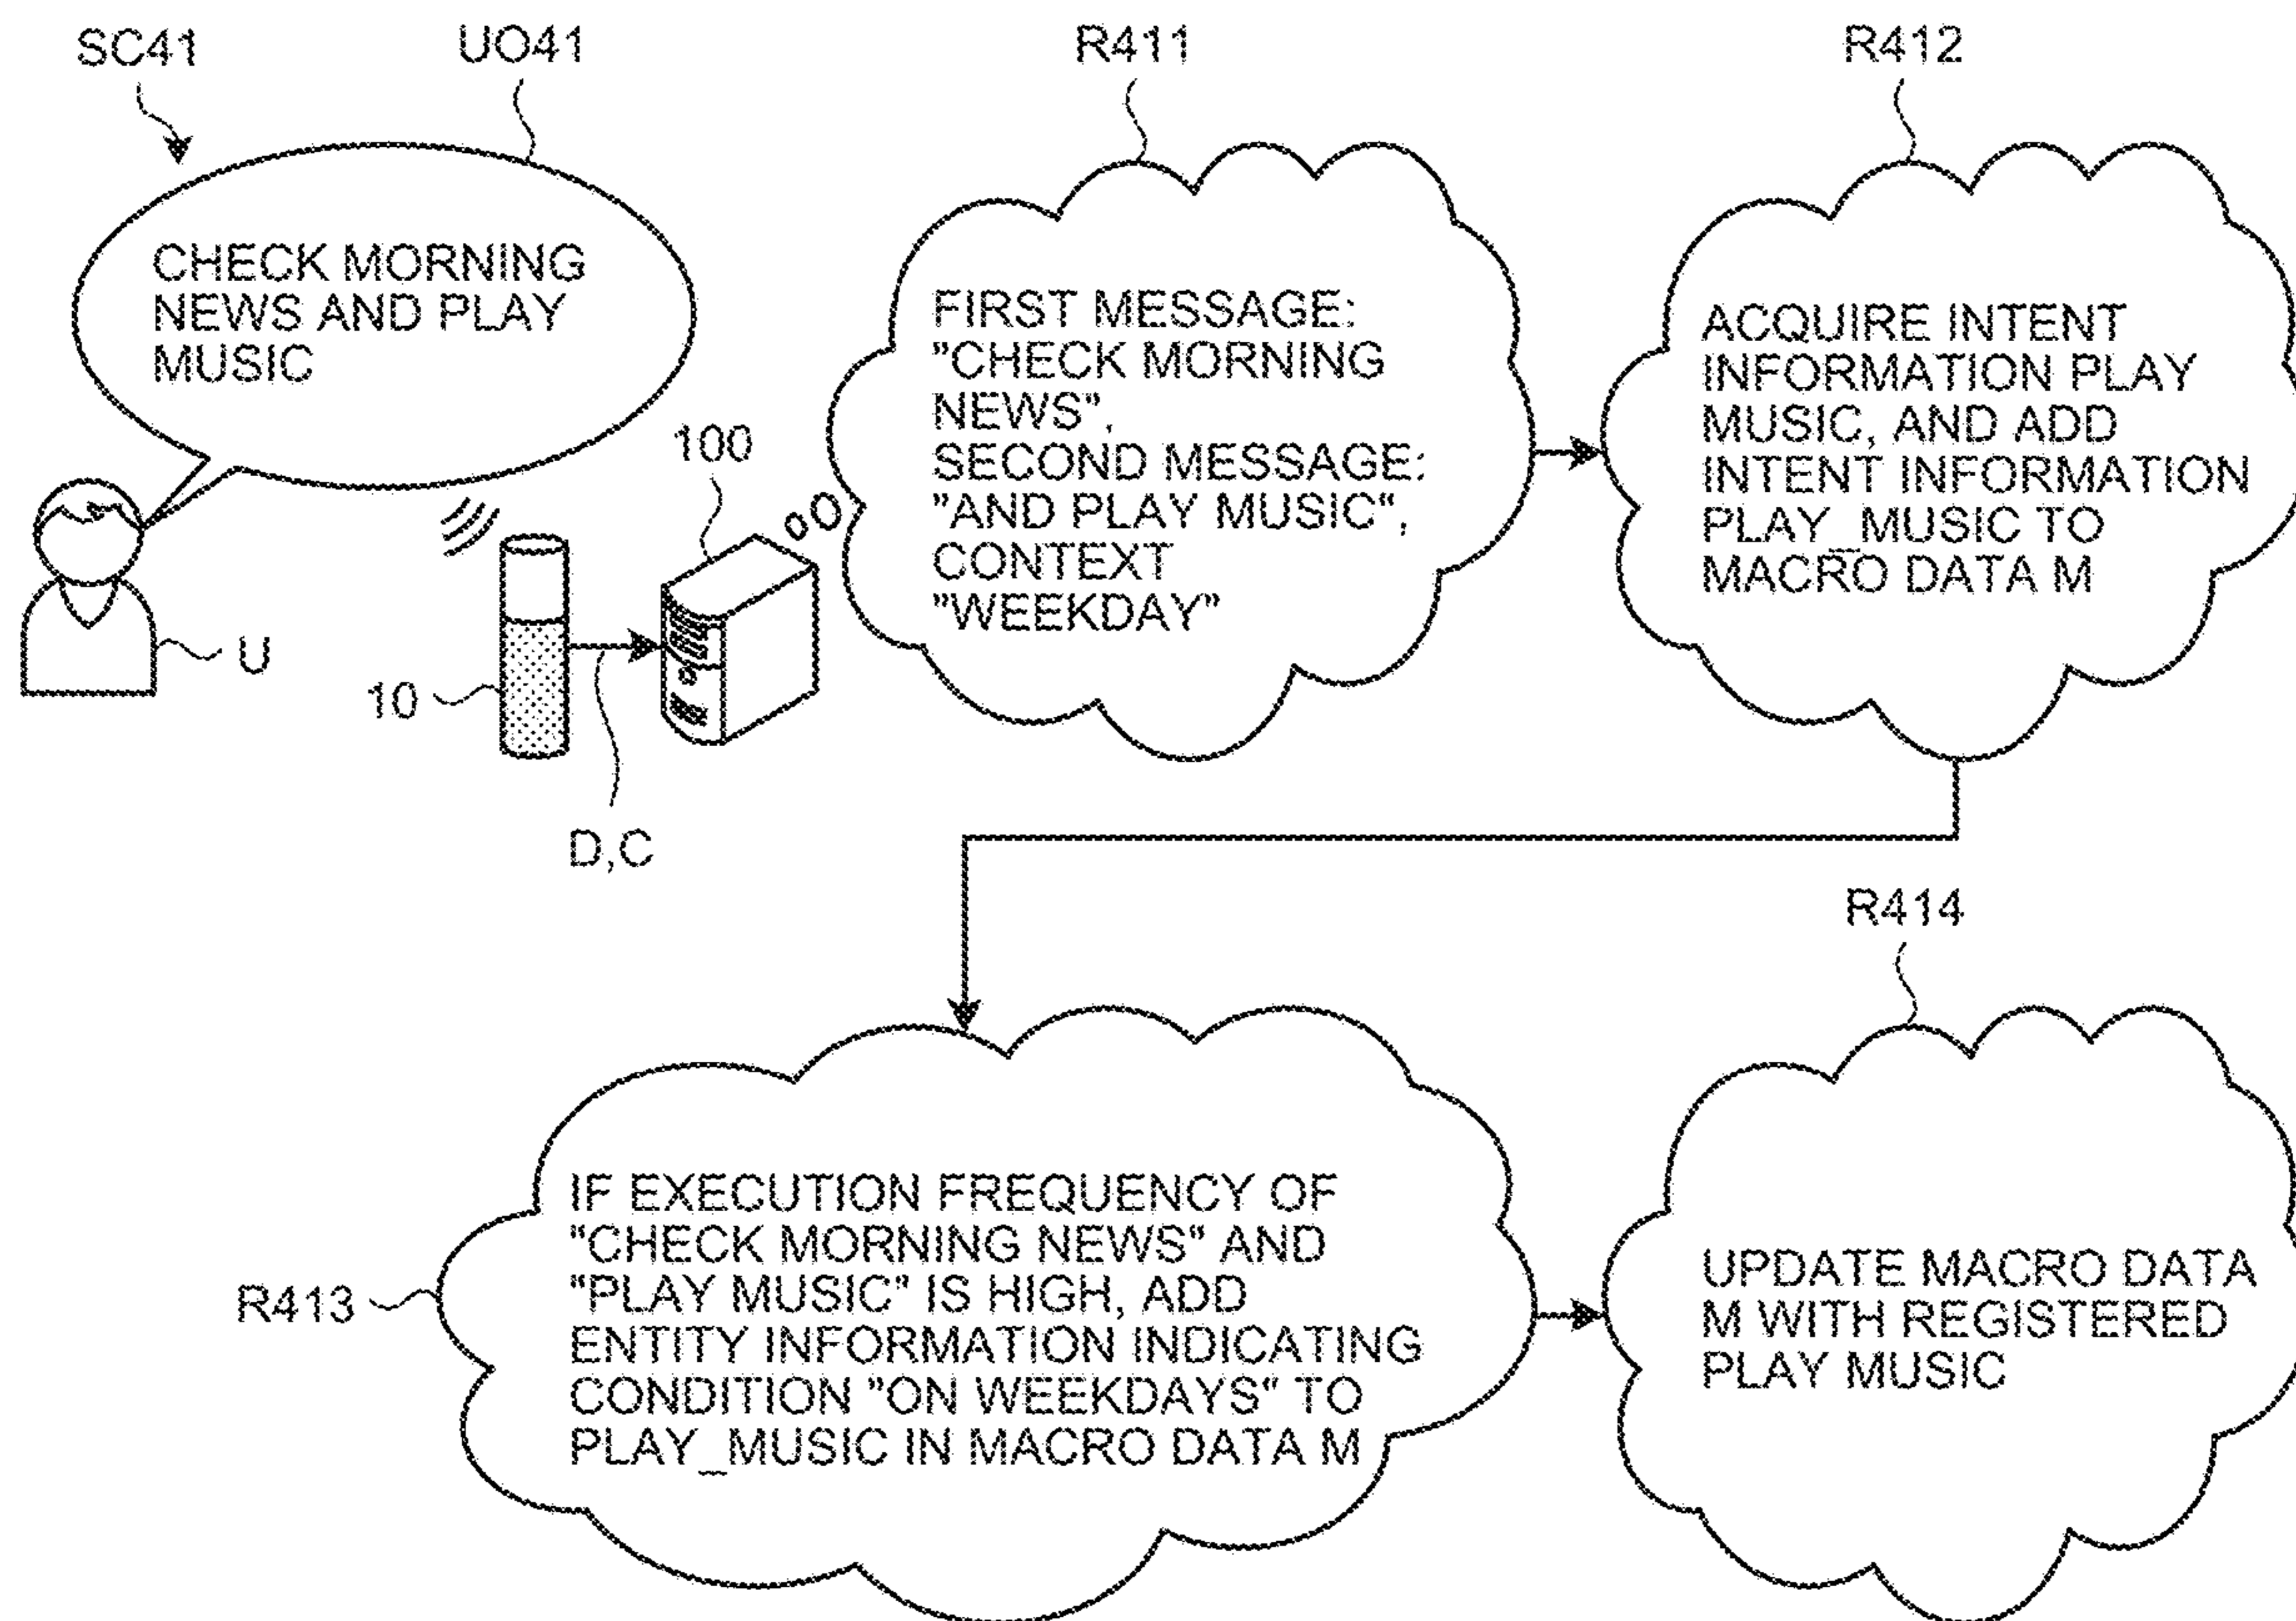 SC41
UO41
R411
R412
CHECK MORNING
NEWS AND PLAY
MUSIC
100
U
10
D,C
FIRST MESSAGE:
"CHECK MORNING
NEWS",
SECOND MESSAGE:
"AND PLAY MUSIC",
CONTEXT
"WEEKDAY"
ACQUIRE INTENT
INFORMATION PLAY
MUSIC, AND ADD
INTENT INFORMATION
PLAY_MUSIC TO
MACRO DATA M
R413
IF EXECUTION FREQUENCY OF
"CHECK MORNING NEWS" AND
"PLAY MUSIC" IS HIGH, ADD
ENTITY INFORMATION INDICATING
CONDITION "ON WEEKDAYS" TO
PLAY_MUSIC IN MACRO DATA M
R414
UPDATE MACRO DATA
M WITH REGISTERED
PLAY MUSIC